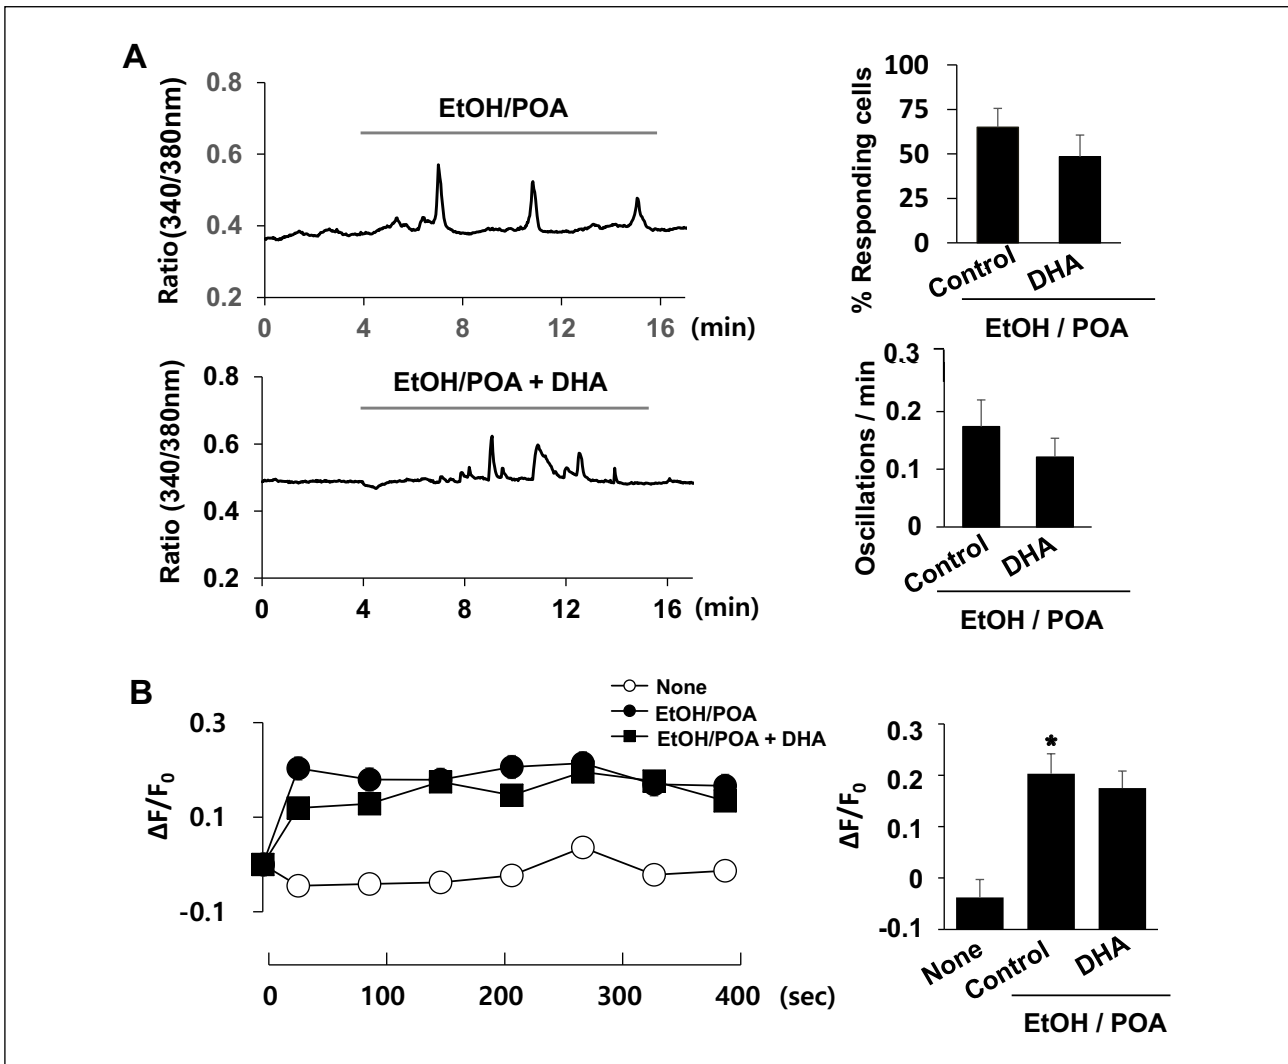 A
0.8
0.6
0.4
0.2
Ratio(340/380nm)
EtOH/POA
0 4 8 12 16 (min)
100
75
50
25
0
% Responding cells
Control DHA
EtOH / POA
0.8
0.6
0.4
0.2
Ratio (340/380nm)
EtOH/POA + DHA
0 4 8 12 16 (min)
0.3
0.2
0.1
0
Oscillations / min
Control DHA
EtOH / POA
B
None
EtOH/POA
EtOH/POA + DHA
0.3
0.1
-0.1
ΔF/F0
0 100 200 300 400 (sec)
0.3
0.2
0.1
0
-0.1
ΔF/F0
*
None Control DHA
EtOH / POA